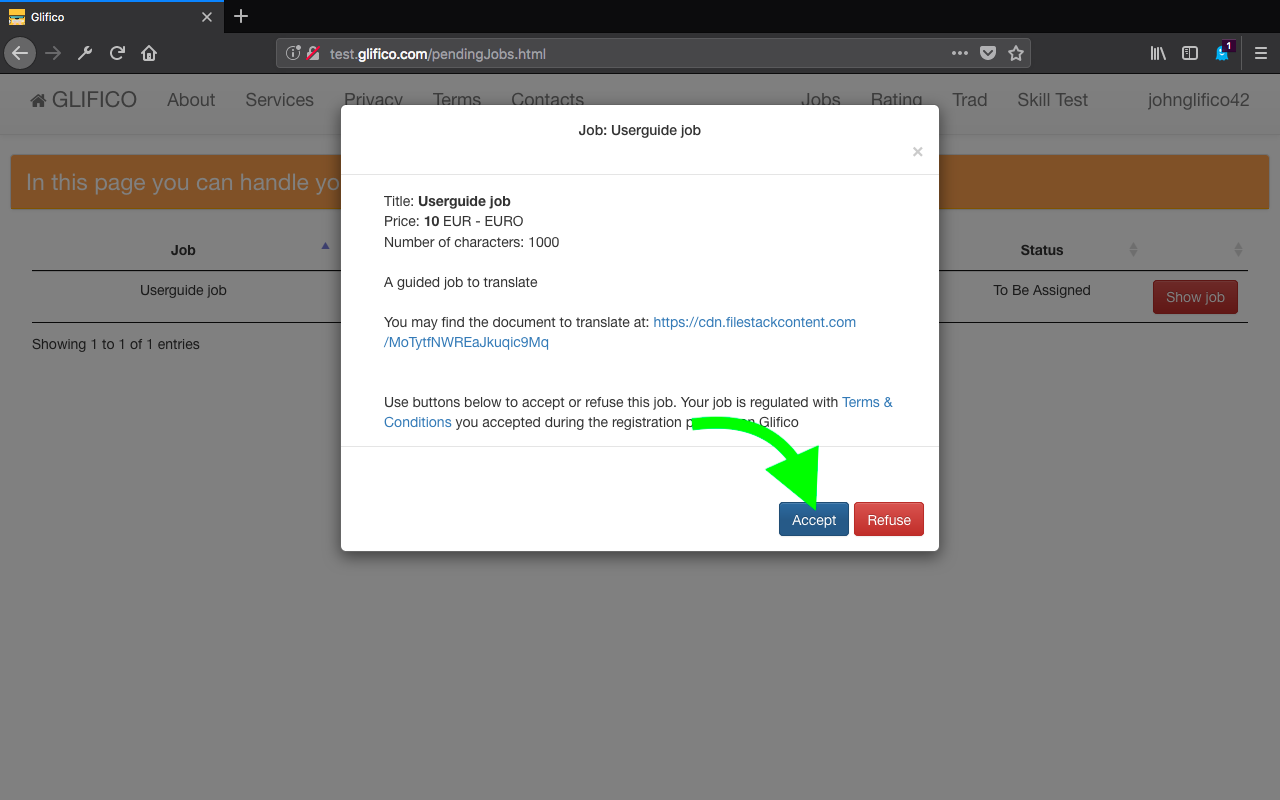 Glifico
test.glifico.com/pendingJobs.html
1
GLIFICO About Services Privacy Terms Contacts Jobs Rating Trad Skill Test johnglifico42
In this page you can handle yo
Job Status
Userguide job To Be Assigned Show job
Showing 1 to 1 of 1 entries
Job: Userguide job
×
Title: Userguide job
Price: 10 EUR - EURO
Number of characters: 1000
A guided job to translate
You may find the document to translate at: https://cdn.filestackcontent.com
/MoTytfNWREaJkuqic9Mq
Use buttons below to accept or refuse this job. Your job is regulated with Terms &
Conditions you accepted during the registration Glifico
Accept Refuse